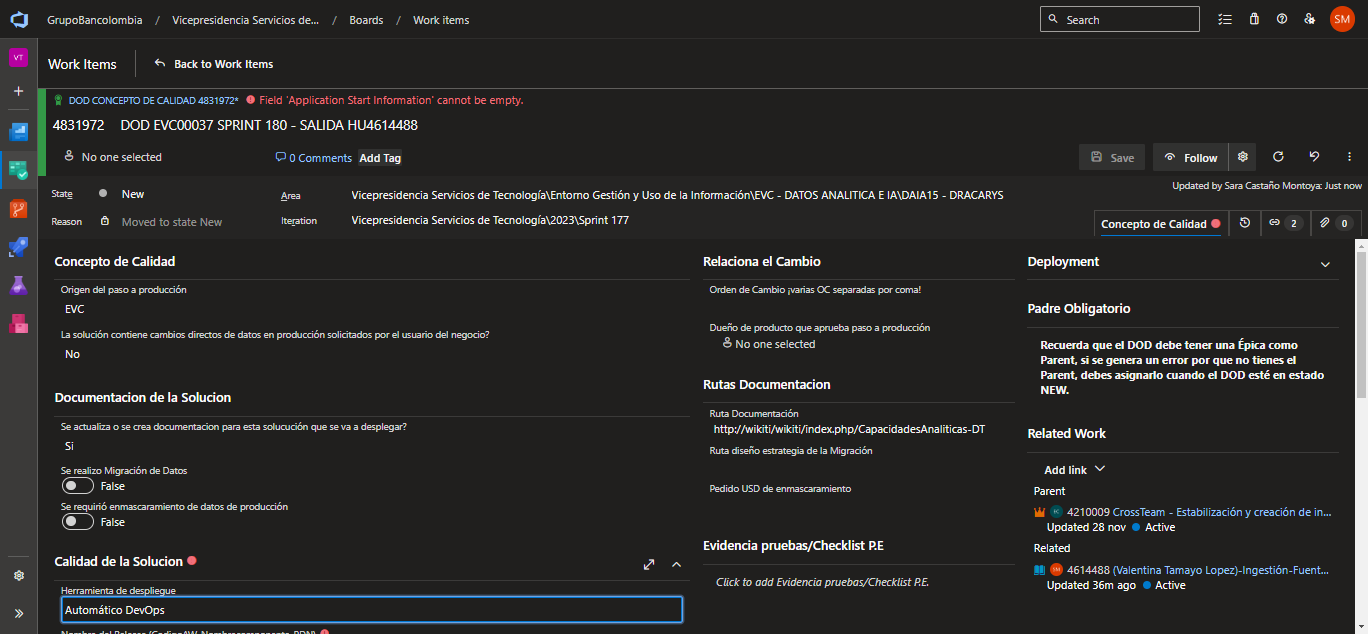 GrupoBancolombia / Vicepresidencia Servicios de... / Boards / Work items
Search
SM
VT
Work Items
Back to Work Items
DOD CONCEPTO DE CALIDAD 4831972* Field 'Application Start Information' cannot be empty.
4831972 DOD EVC00037 SPRINT 180 - SALIDA HU4614488
No one selected
0 Comments
Add Tag
Save
Follow
State
New
Area
Vicepresidencia Servicios de Tecnología\Entorno Gestión y Uso de la Información\EVC - DATOS ANALITICA E IA\DAIA15 - DRACARYS
Updated by Sara Castaño Montoya: Just now
Reason
Moved to state New
Iteration
Vicepresidencia Servicios de Tecnología\2023\Sprint 177
Concepto de Calidad
2
0
Concepto de Calidad
Origen del paso a producción
EVC
La solución contiene cambios directos de datos en producción solicitados por el usuario del negocio?
No
Documentacion de la Solucion
Se actualiza o se crea documentacion para esta solucución que se va a desplegar?
Si
Se realizo Migración de Datos
False
Se requirió enmascaramiento de datos de producción
False
Calidad de la Solucion
Herramienta de despliegue
Automático DevOps
Relaciona el Cambio
Orden de Cambio ¡varias OC separadas por coma!
Dueño de producto que aprueba paso a producción
No one selected
Rutas Documentacion
Ruta Documentación
http://wikiti/wikiti/index.php/CapacidadesAnaliticas-DT
Ruta diseño estrategia de la Migración
Pedido USD de enmascaramiento
Evidencia pruebas/Checklist P.E
Click to add Evidencia pruebas/Checklist P.E.
Deployment
Padre Obligatorio
Recuerda que el DOD debe tener una Épica como
Parent, si se genera un error por que no tienes el
Parent, debes asignarlo cuando el DOD esté en estado
NEW.
Related Work
Add link
Parent
4210009 CrossTeam - Estabilización y creación de in...
Updated 28 nov Active
Related
SM 4614488 (Valentina Tamayo Lopez)-Ingestión-Fuent...
Updated 36m ago Active